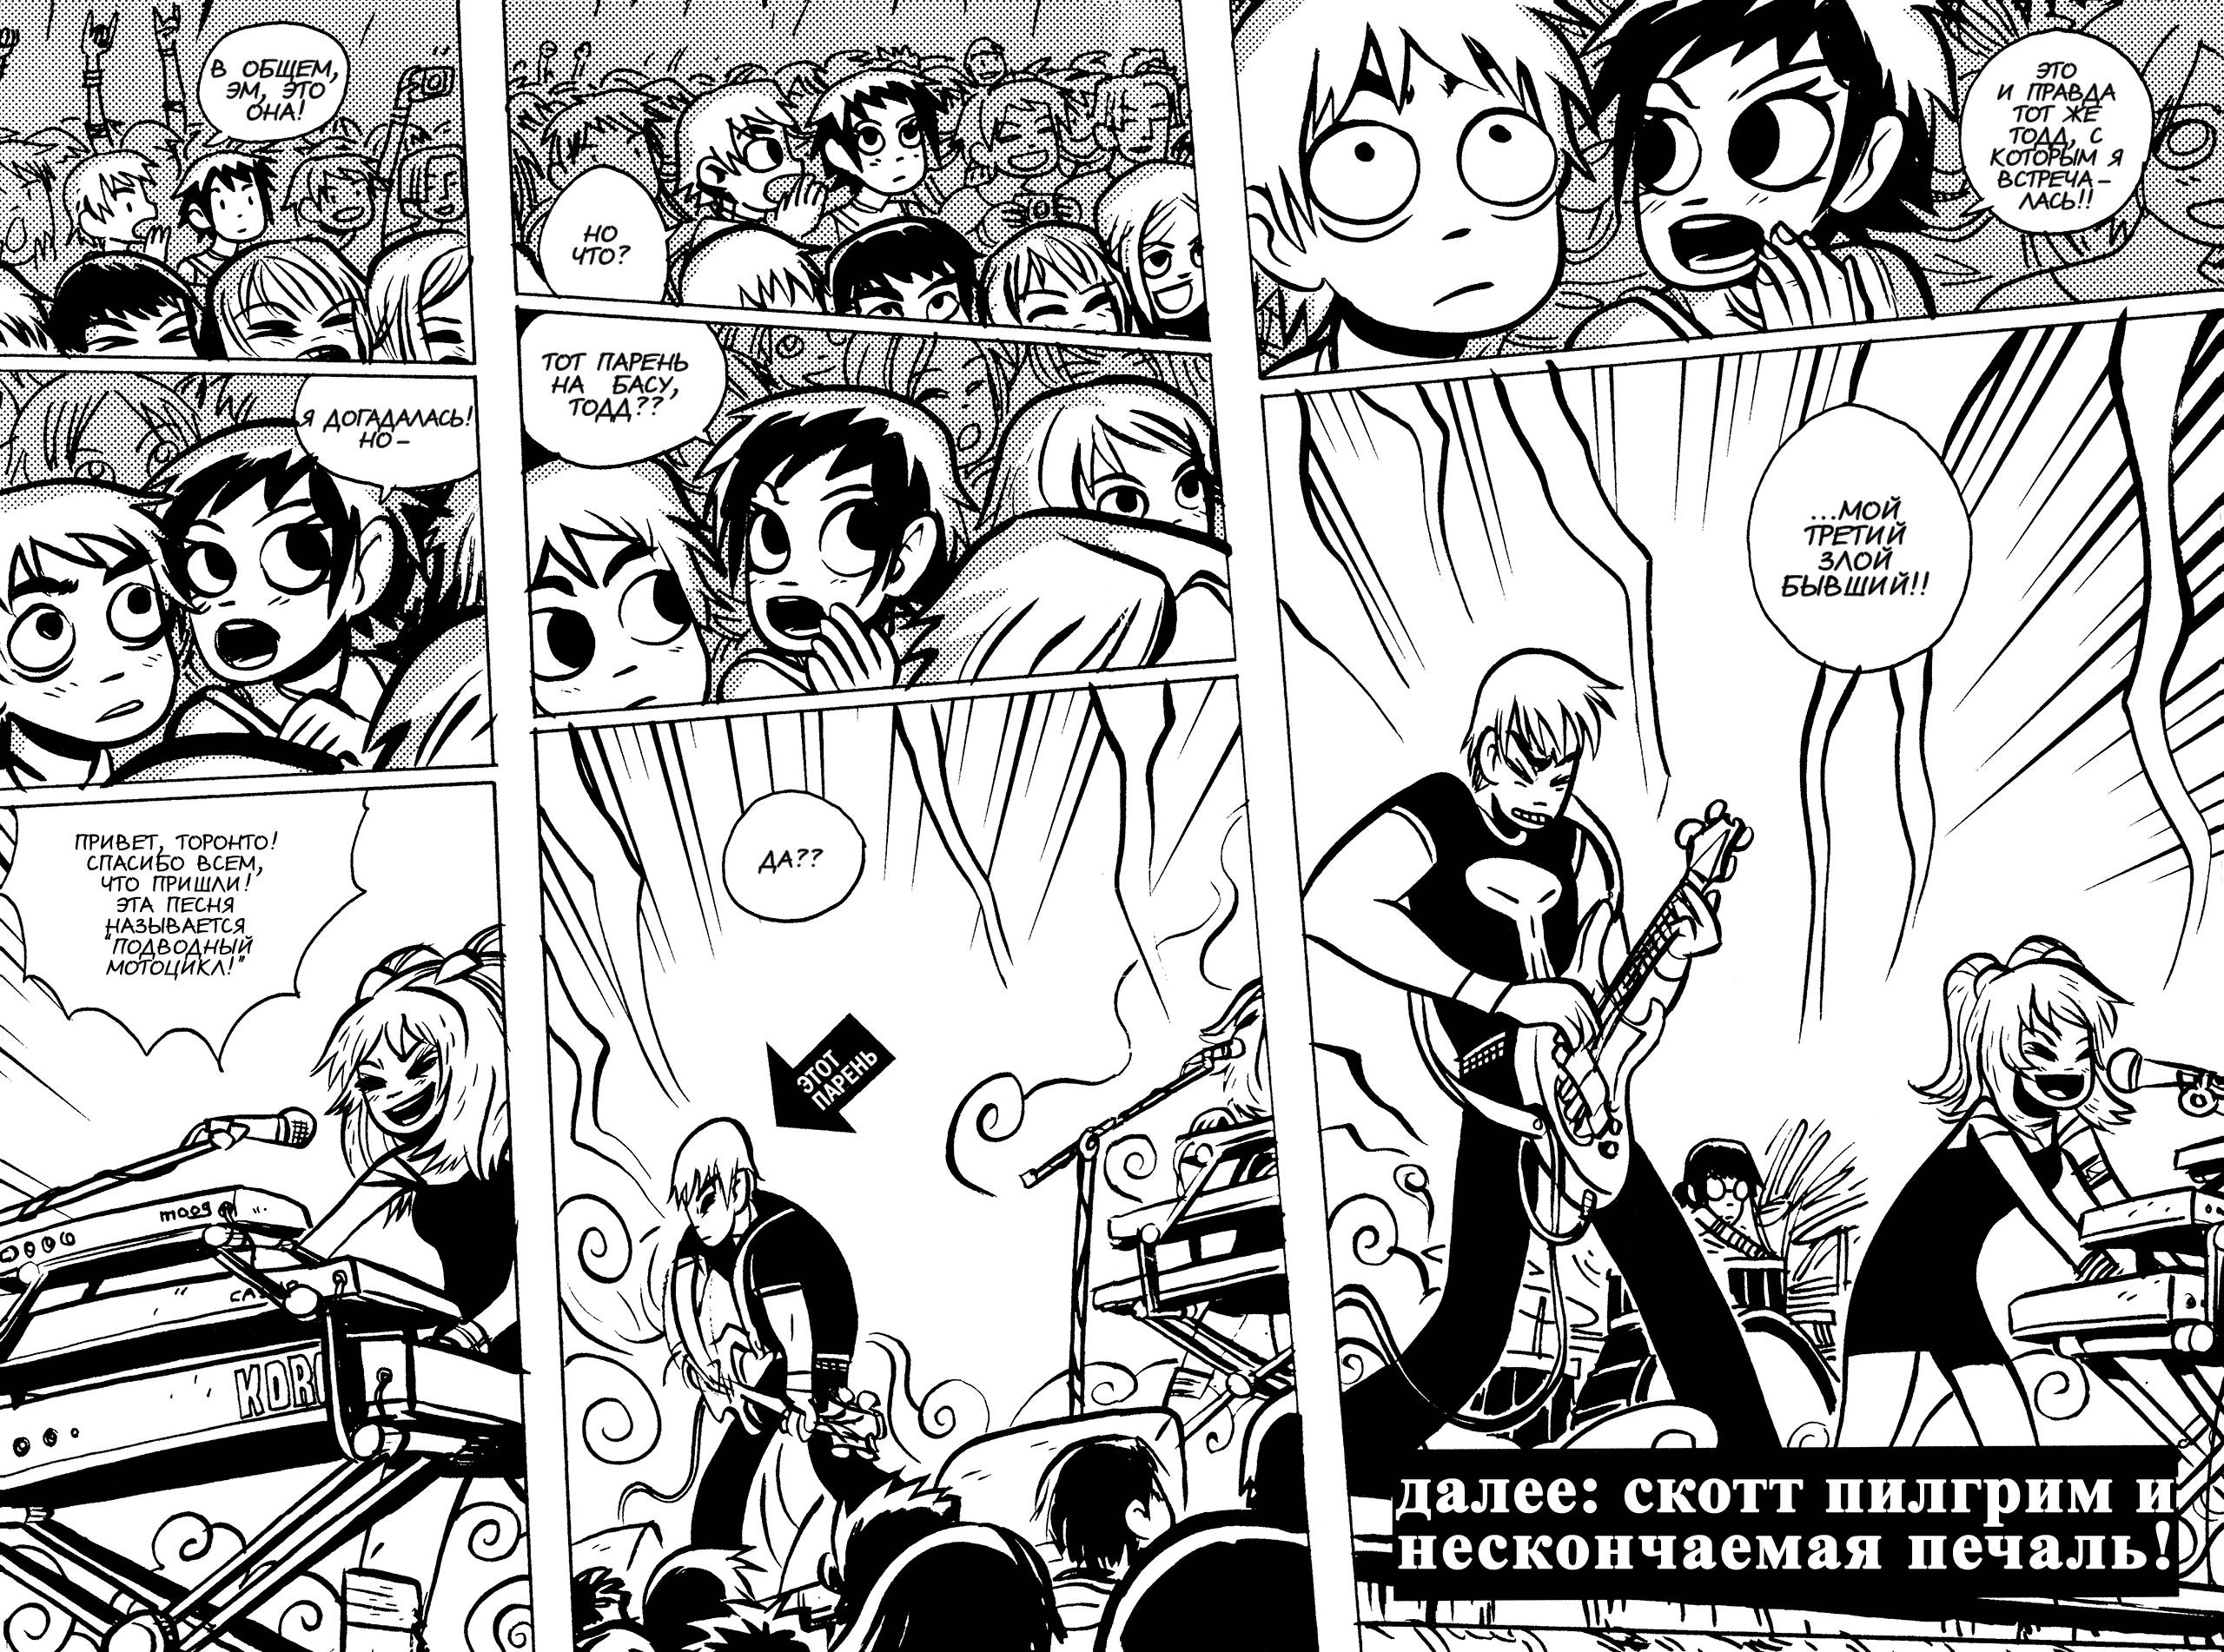 В ОБЩЕМ,
ЭМ, ЭТО
ОНА!
Я ДОГАДАЛАСЬ!
НО-
ПРИВЕТ, ТОРОНТО!
СПАСИБО ВСЕМ,
ЧТО ПРИШЛИ!
ЭТА ПЕСНЯ
НАЗЫВАЕТСЯ
"ПОДВОДНЫЙ
МОТОЦИКЛ!"
moog
CA
KORG
НО
ЧТО?
ТОТ ПАРЕНЬ
НА БАСУ,
ТОДД??
ДА??
ЭТОТ
ПАРЕНЬ
ЭТО
И ПРАВДА
ТОТ ЖЕ
ТОДД, С
КОТОРЫМ Я
ВСТРЕЧА-
ЛАСЬ!!
...МОЙ
ТРЕТИЙ
ЗЛОЙ
БЫВШИЙ!!
далее: скотт пилгрим и
нескончаемая печаль!